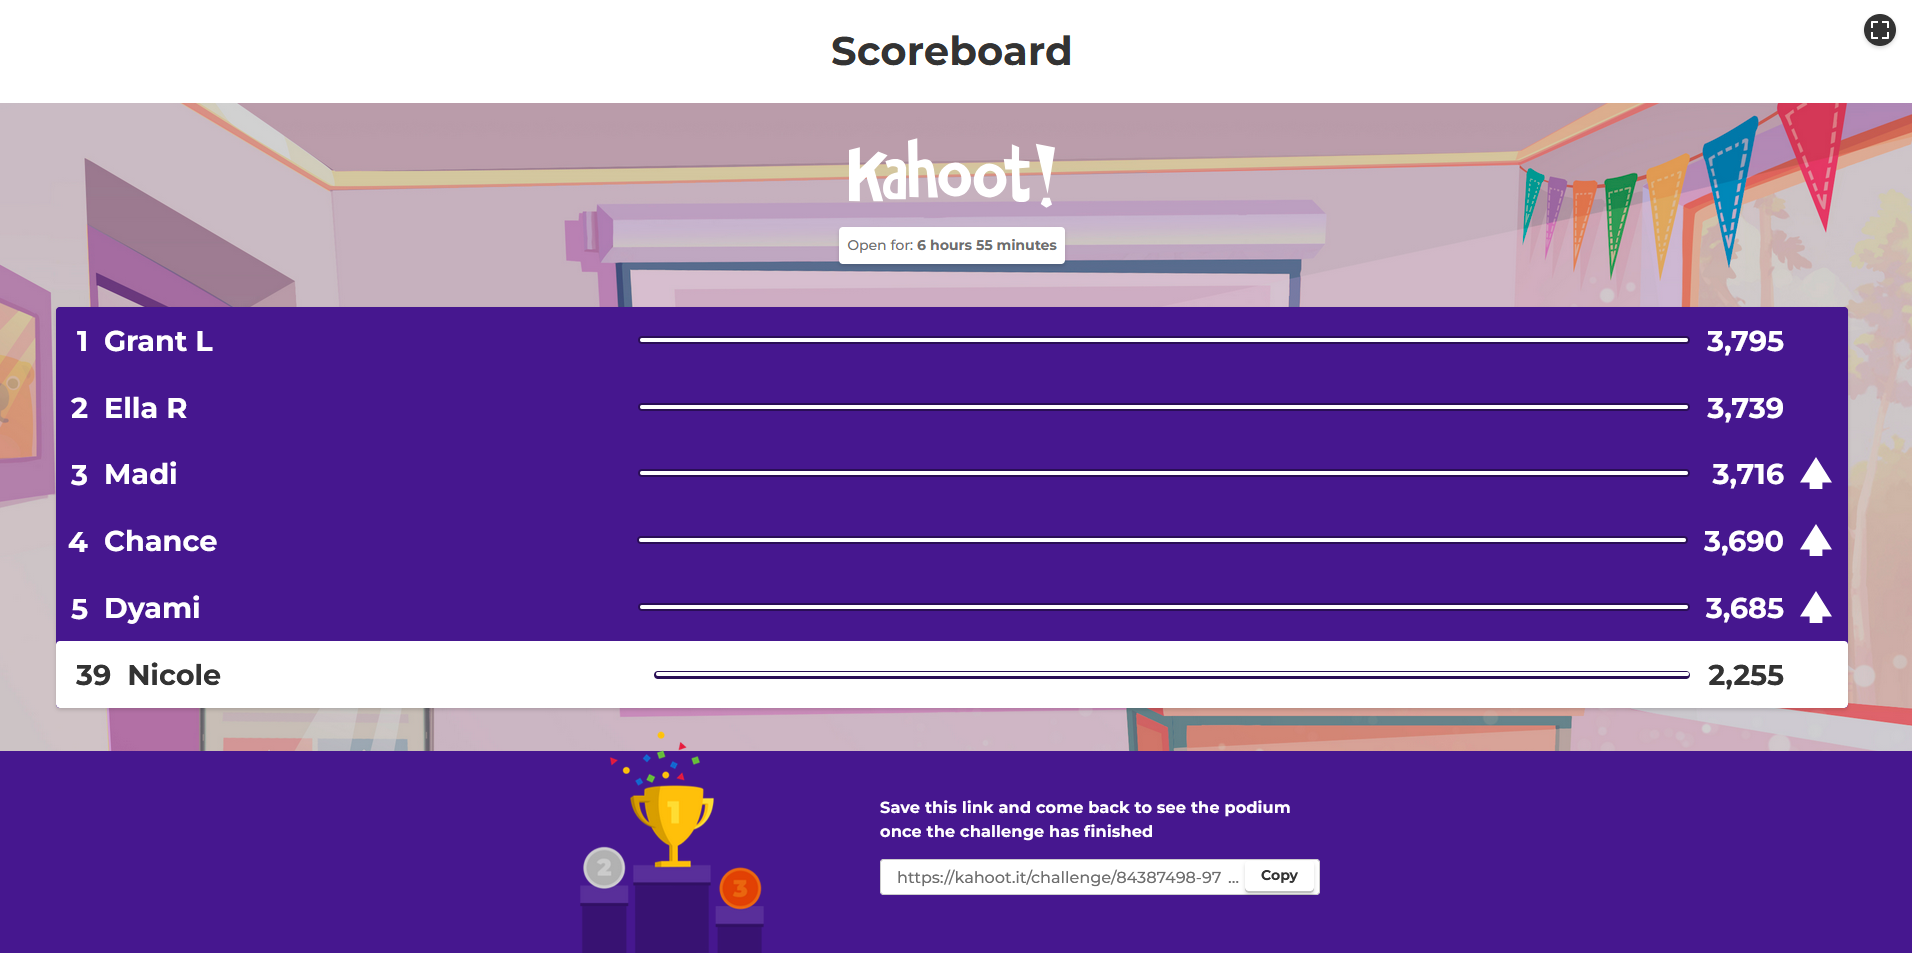 Scoreboard
Kahoot!
Open for: 6 hours 55 minutes
1 Grant L 3,795
2 Ella R 3,739
3 Madi 3,716
4 Chance 3,690
5 Dyami 3,685
39 Nicole 2,255
1
2
3
Save this link and come back to see the podium
once the challenge has finished
https://kahoot.it/challenge/84387498-97 ... Copy